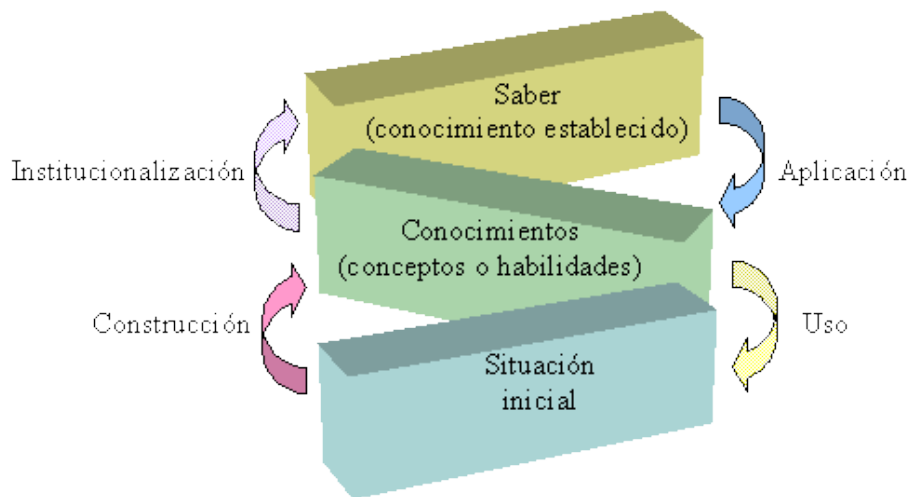 Saber
(conocimiento establecido)
Institucionalización
Aplicación
Conocimientos
(conceptos o habilidades)
Construcción
Uso
Situación
inicial